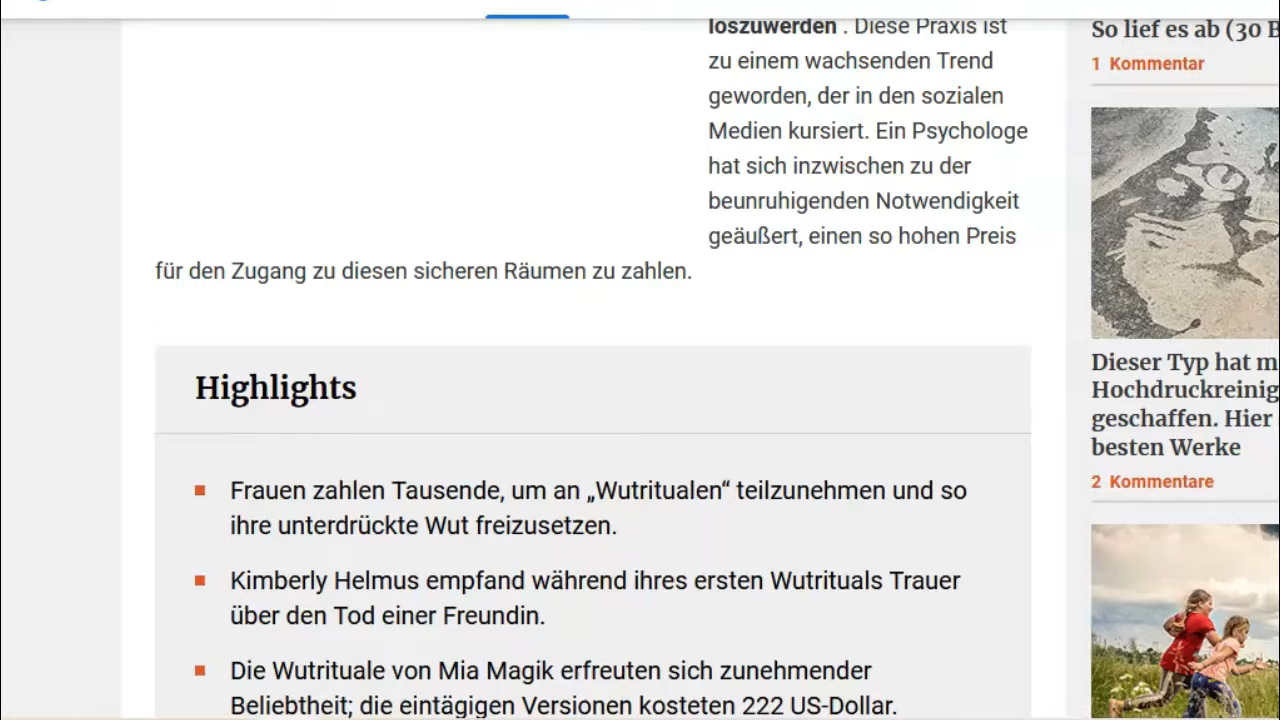 loszuwerden . Diese Praxis ist
zu einem wachsenden Trend
geworden, der in den sozialen
Medien kursiert. Ein Psychologe
hat sich inzwischen zu der
beunruhigenden Notwendigkeit
geäußert, einen so hohen Preis
für den Zugang zu diesen sicheren Räumen zu zahlen.
Highlights
Frauen zahlen Tausende, um an „Wutritualen“ teilzunehmen und so
ihre unterdrückte Wut freizusetzen.
Kimberly Helmus empfand während ihres ersten Wutrituals Trauer
über den Tod einer Freundin.
Die Wutrituale von Mia Magik erfreuten sich zunehmender
Beliebtheit; die eintägigen Versionen kosteten 222 US-Dollar.
So lief es ab (30 B
1 Kommentar
Dieser Typ hat m
Hochdruckreinig
geschaffen. Hier
besten Werke
2 Kommentare